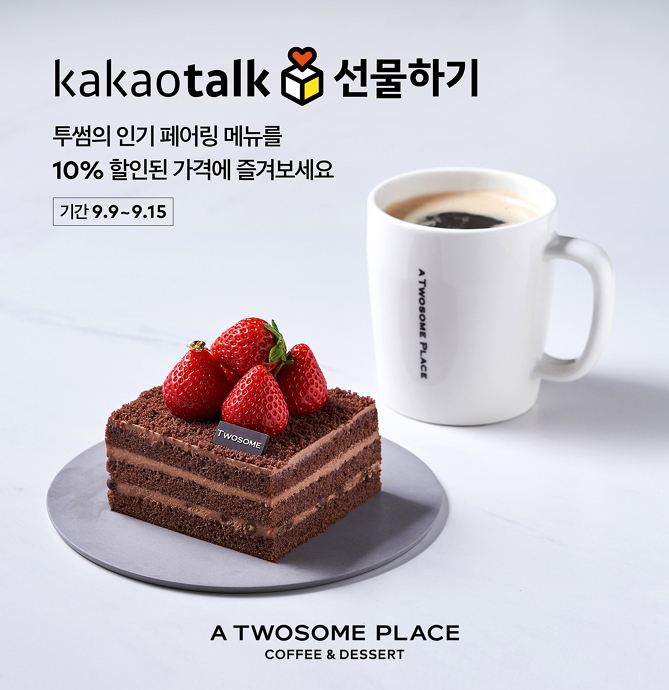 kakaotalk 선물하기
투썸의 인기 페어링 메뉴를
10% 할인된 가격에 즐겨보세요
기간 9.9~9.15
A TWOSOME PLACE
TWOSOME
A TWOSOME PLACE
COFFEE & DESSERT